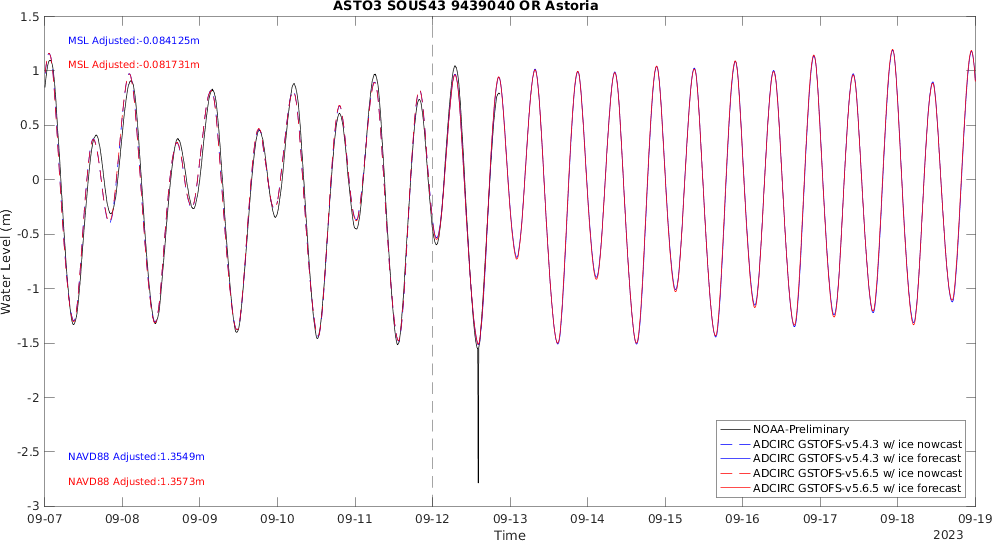 ASTO3 SOUS43 9439040 OR Astoria
1.5
1
0.5
0
-0.5
-1
-1.5
-2
-2.5
-3
Water Level (m)
MSL Adjusted:-0.084125m
MSL Adjusted:-0.081731m
NAVD88 Adjusted:1.3549m
NAVD88 Adjusted:1.3573m
NOAA-Preliminary
ADCIRC GSTOFS-v5.4.3 w/ ice nowcast
ADCIRC GSTOFS-v5.4.3 w/ ice forecast
ADCIRC GSTOFS-v5.6.5 w/ ice nowcast
ADCIRC GSTOFS-v5.6.5 w/ ice forecast
09-07 09-08 09-09 09-10 09-11 09-12 09-13 09-14 09-15 09-16 09-17 09-18 09-19
Time
2023